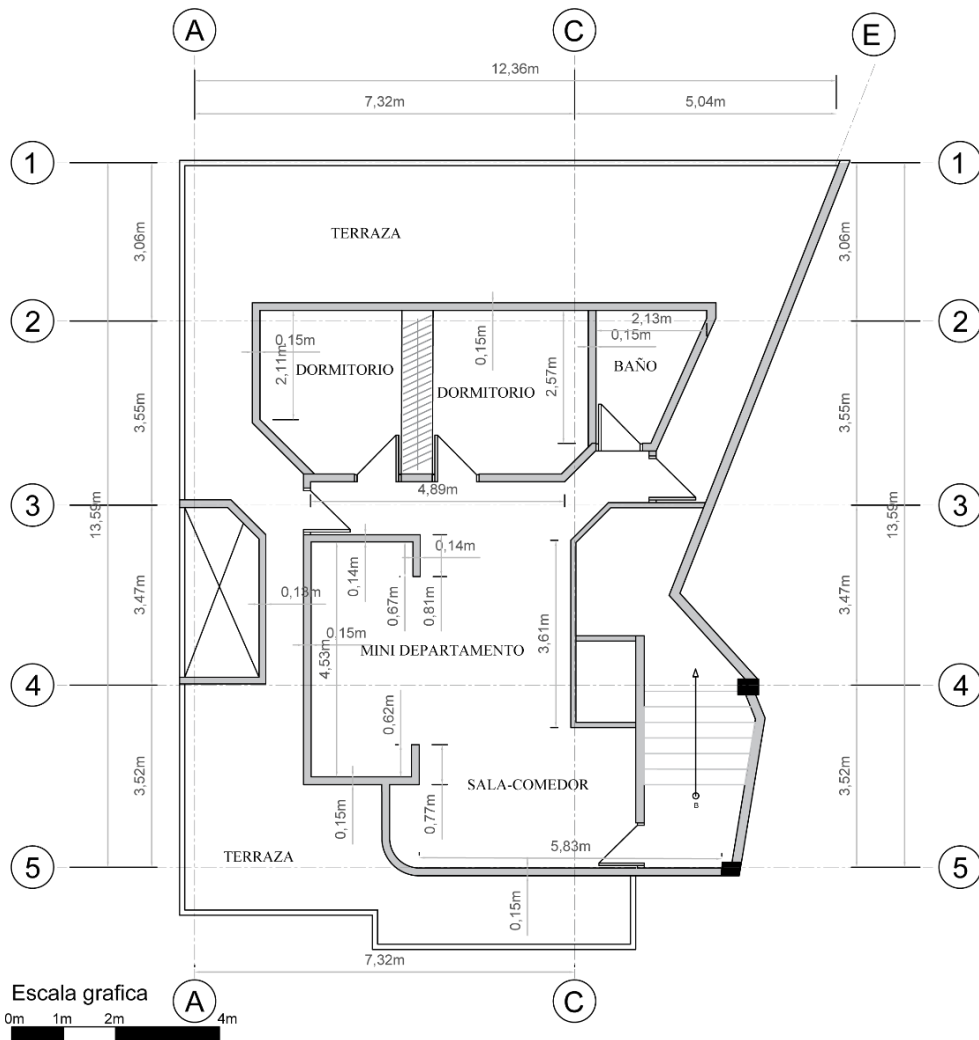 A
C
E
12,36m
7,32m
5,04m
1
1
3,06m
3,06m
TERRAZA
2
2
2,13m
0,15m
0,15m
0,15m
2,11m
DORMITORIO
DORMITORIO
2,57m
BAÑO
3,55m
3,55m
4,89m
3
3
13,59m
13,59m
0,14m
0,14m
0,13m
0,67m
0,81m
3,47m
3,47m
0,15m
4,53m
MINI DEPARTAMENTO
3,61m
4
4
0,62m
SALA-COMEDOR
0,77m
0,15m
3,52m
3,52m
B
5,83m
TERRAZA
5
5
0,15m
7,32m
A
C
Escala grafica
0m 1m 2m 4m